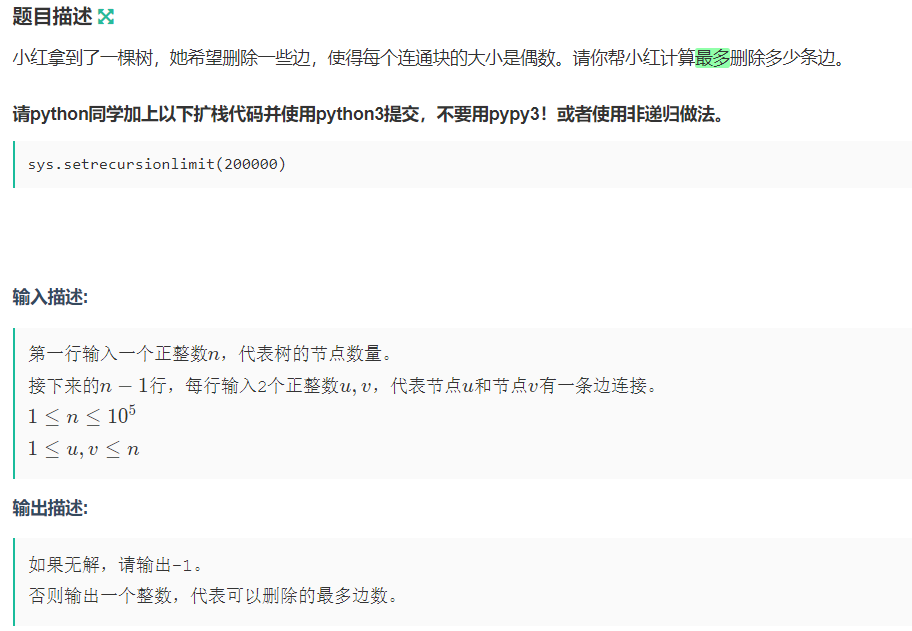 题目描述
小红拿到了一棵树，她希望删除一些边，使得每个连通块的大小是偶数。请你帮小红计算最多删除多少条边。
请python同学加上以下扩栈代码并使用python3提交，不要用pypy3！或者使用非递归做法。
sys.setrecursionlimit(200000)
输入描述:
第一行输入一个正整数n，代表树的节点数量。
接下来的n − 1行，每行输入2个正整数u, v，代表节点u和节点v有一条边连接。
1 ≤ n ≤ 10⁵
1 ≤ u, v ≤ n
输出描述:
如果无解，请输出-1。
否则输出一个整数，代表可以删除的最多边数。